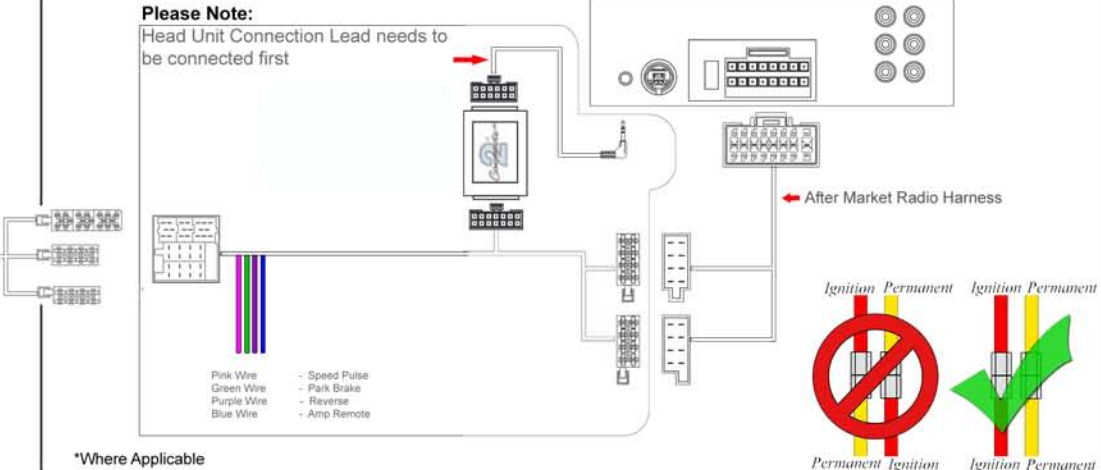 Please Note:
Head Unit Connection Lead needs to
be connected first
After Market Radio Harness
Ignition Permanent Ignition Permanent
Pink Wire - Speed Pulse
Green Wire - Park Brake
Purple Wire - Reverse
Blue Wire - Amp Remote
Permanent Ignition Ignition Permanent
*Where Applicable